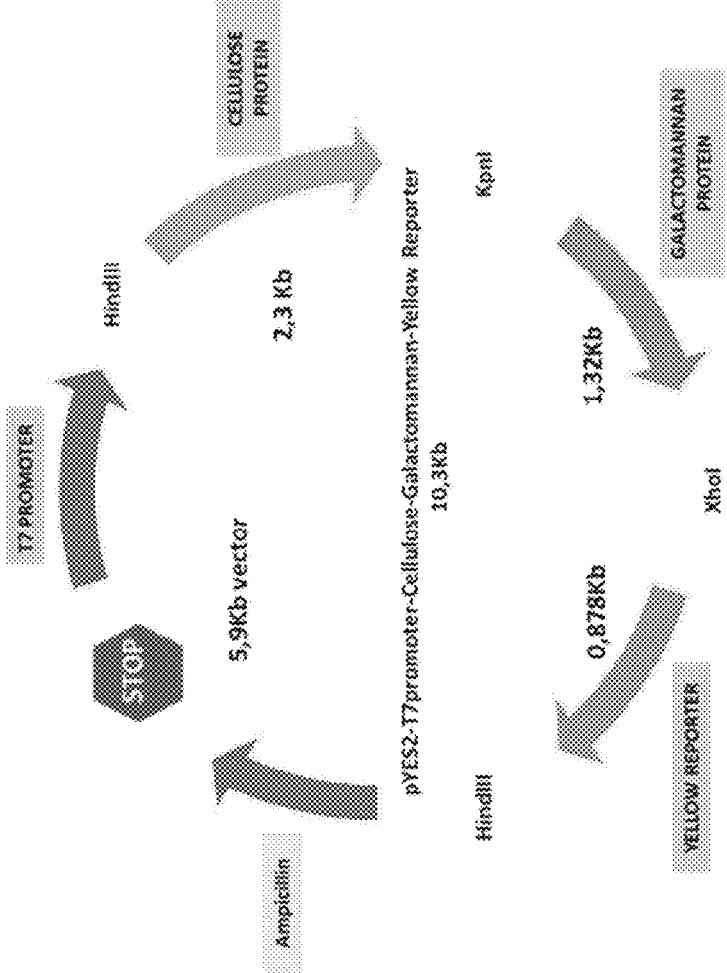 T7 PROMOTER
STOP
HindIII
CELLULOSE
PROTEIN
Ampicillin
5,9Kb vector
2,3 Kb
pYES2-T7promoter-Cellulose-Galactomannan-Yellow Reporter
10,3Kb
HindIII
KpnI
0,878Kb
1,32Kb
YELLOW REPORTER
XhoI
GALACTOMANNAN
PROTEIN